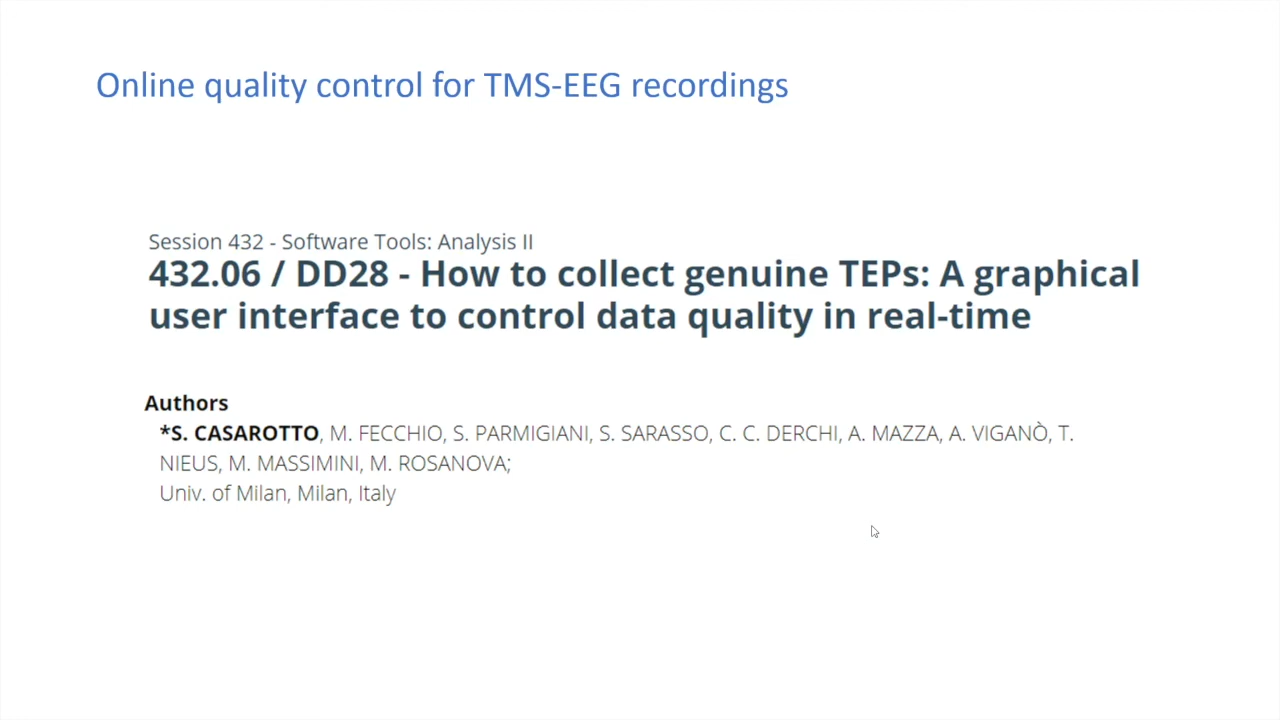 Online quality control for TMS-EEG recordings
Session 432 - Software Tools: Analysis II
432.06 / DD28 - How to collect genuine TEPs: A graphical
user interface to control data quality in real-time
Authors
*S. CASAROTTO, M. FECCHIO, S. PARMIGIANI, S. SARASSO, C. C. DERCHI, A. MAZZA, A. VIGANÒ, T.
NIEUS, M. MASSIMINI, M. ROSANOVA;
Univ. of Milan, Milan, Italy